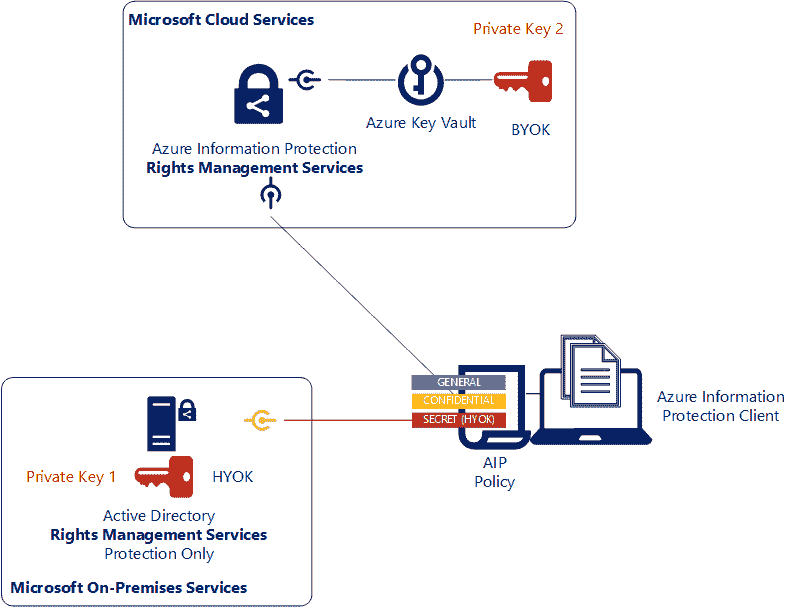 Microsoft Cloud Services
Private Key 2
Azure Key Vault
BYOK
Azure Information Protection
Rights Management Services
GENERAL
CONFIDENTIAL
SECRET (HYOK)
AIP
Policy
Azure Information
Protection Client
Private Key 1
HYOK
Active Directory
Rights Management Services
Protection Only
Microsoft On-Premises Services